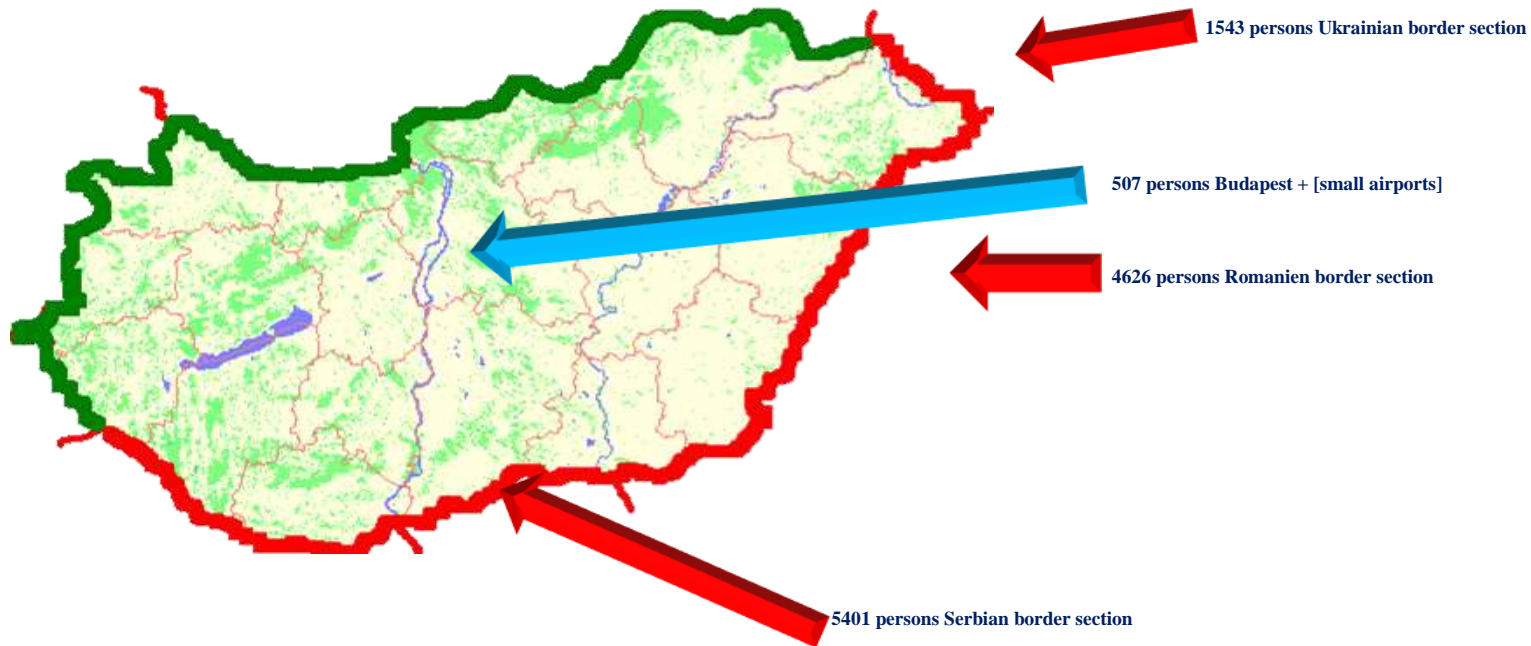 1543 persons Ukrainian border section
507 persons Budapest + [small airports]
4626 persons Romanien border section
5401 persons Serbian border section